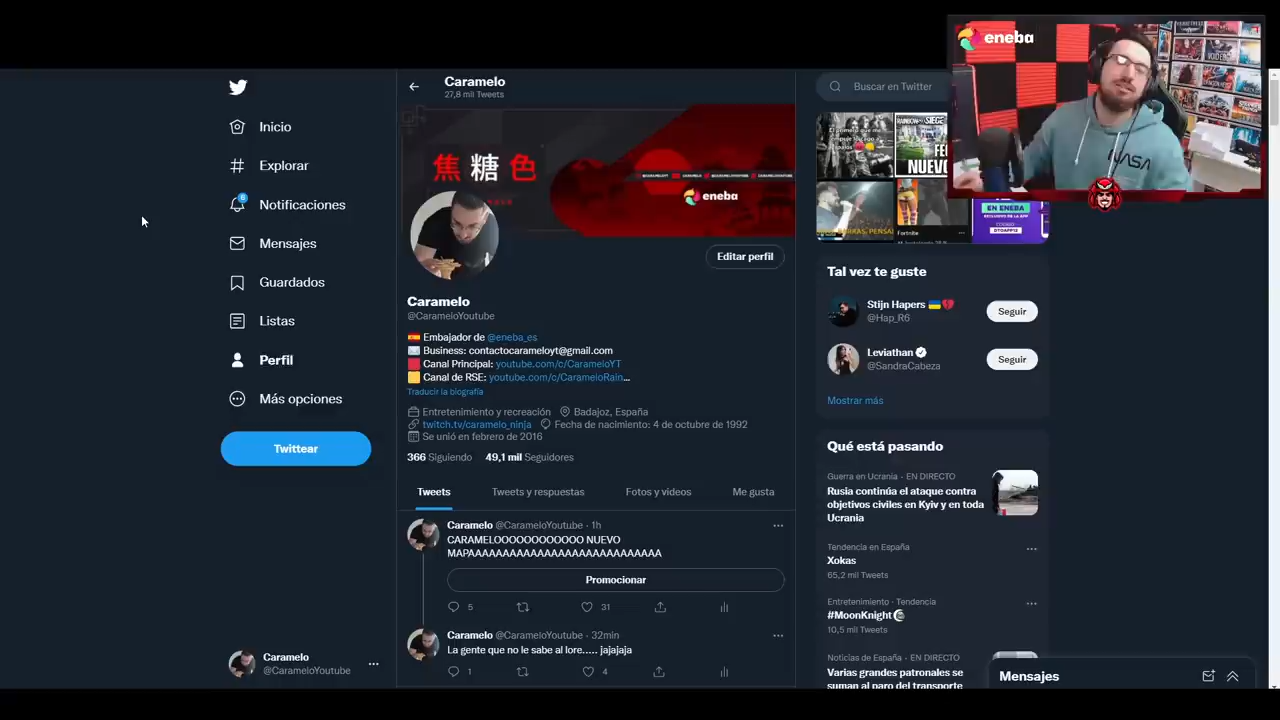 Inicio
Explorar
Notificaciones
Mensajes
Guardados
Listas
Perfil
Más opciones
Twittear
Caramelo
@CarameloYoutube
Caramelo
27,8 mil Tweets
焦糖色
eneba
Editar perfil
Caramelo
@CarameloYoutube
Embajador de @eneba_es
Business: contactocarameloyt@gmail.com
Canal Principal: youtube.com/c/CarameloYT
Canal de RSE: youtube.com/c/CarameloRain...
Traducir la biografía
Entretenimiento y recreación Badajoz, España
twitch.tv/caramelo_ninja Fecha de nacimiento: 4 de octubre de 1992
Se unió en febrero de 2016
366 Siguiendo 49,1 mil Seguidores
Tweets Tweets y respuestas Fotos y videos Me gusta
Caramelo @CarameloYoutube · 1h
CARAMELOOOOOOOOOOOO NUEVO
MAPAAAAAAAAAAAAAAAAAAAAAAAAAAAA
Promocionar
5 31
Caramelo @CarameloYoutube · 32min
La gente que no le sabe al lore..... jajajaja
1 4
Buscar en Twitter
eneba
NASA
RAINBOW SIEGE
NUEVO
EN ENEBA
Fortnite
Tal vez te guste
Stijn Hapers
@Hap_R6
Seguir
Leviathan
@SandraCabeza
Seguir
Mostrar más
Qué está pasando
Guerra en Ucrania · EN DIRECTO
Rusia continúa el ataque contra
objetivos civiles en Kyiv y en toda
Ucrania
Tendencia en España
Xokas
65,2 mil Tweets
Entretenimiento · Tendencia
#MoonKnight
10,5 mil Tweets
Noticias de España · EN DIRECTO
Varias grandes patronales se
suman al paro del transporte
Mensajes